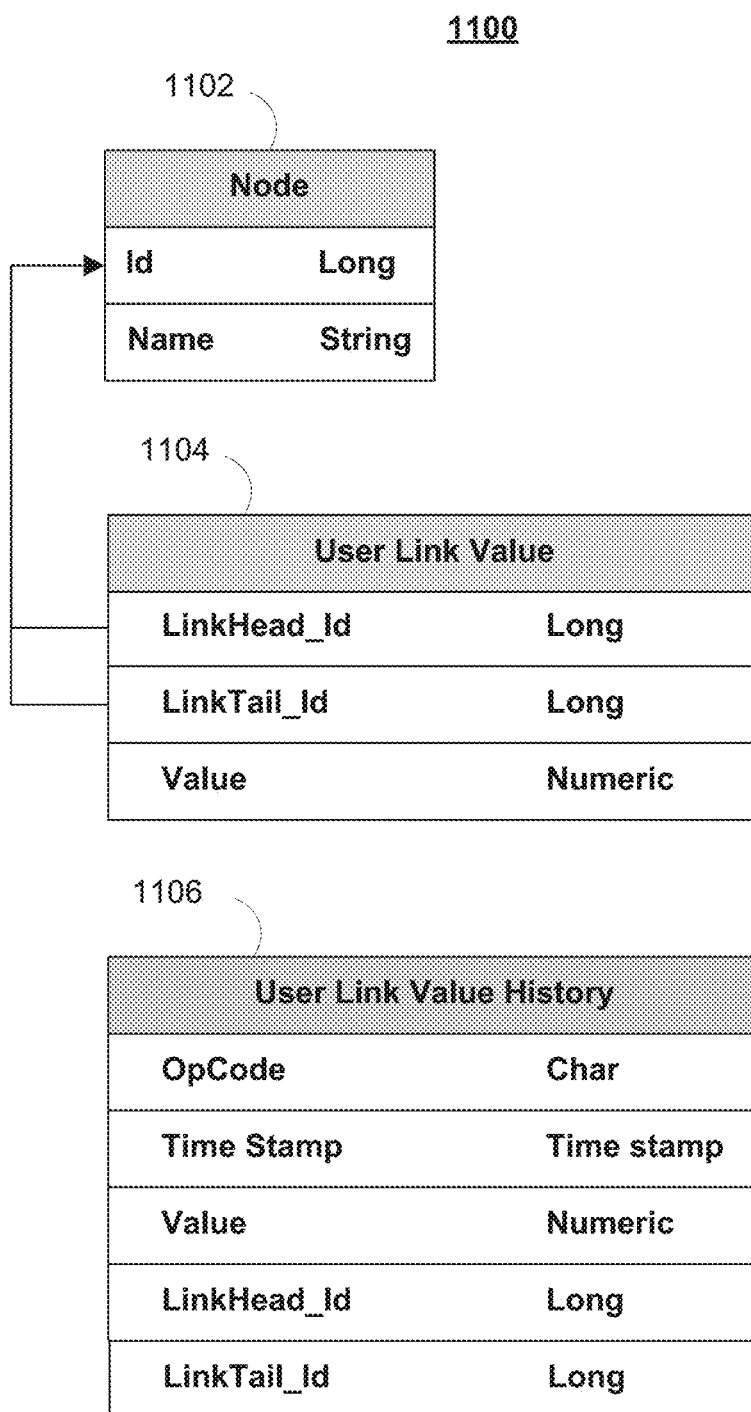 1100
1102
Node
Id Long
Name String
1104
User Link Value
LinkHead_Id Long
LinkTail_Id Long
Value Numeric
1106
User Link Value History
OpCode Char
Time Stamp Time stamp
Value Numeric
LinkHead_Id Long
LinkTail_Id Long